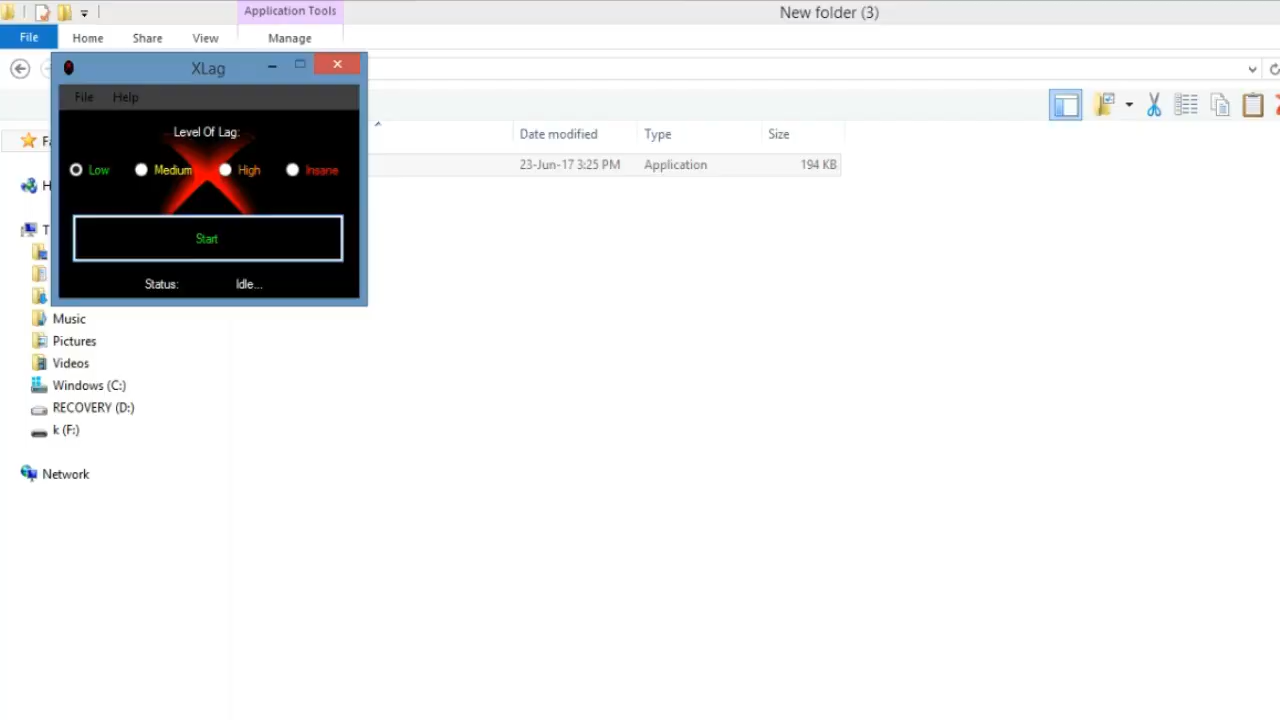 Application Tools
New folder (3)
File Home Share View Manage
XLag
File Help
Level Of Lag:
Low Medium High Insane
Start
Status: Idle...
Date modified Type Size
23-Jun-17 3:25 PM Application 194 KB
Music
Pictures
Videos
Windows (C:)
RECOVERY (D:)
k (F:)
Network